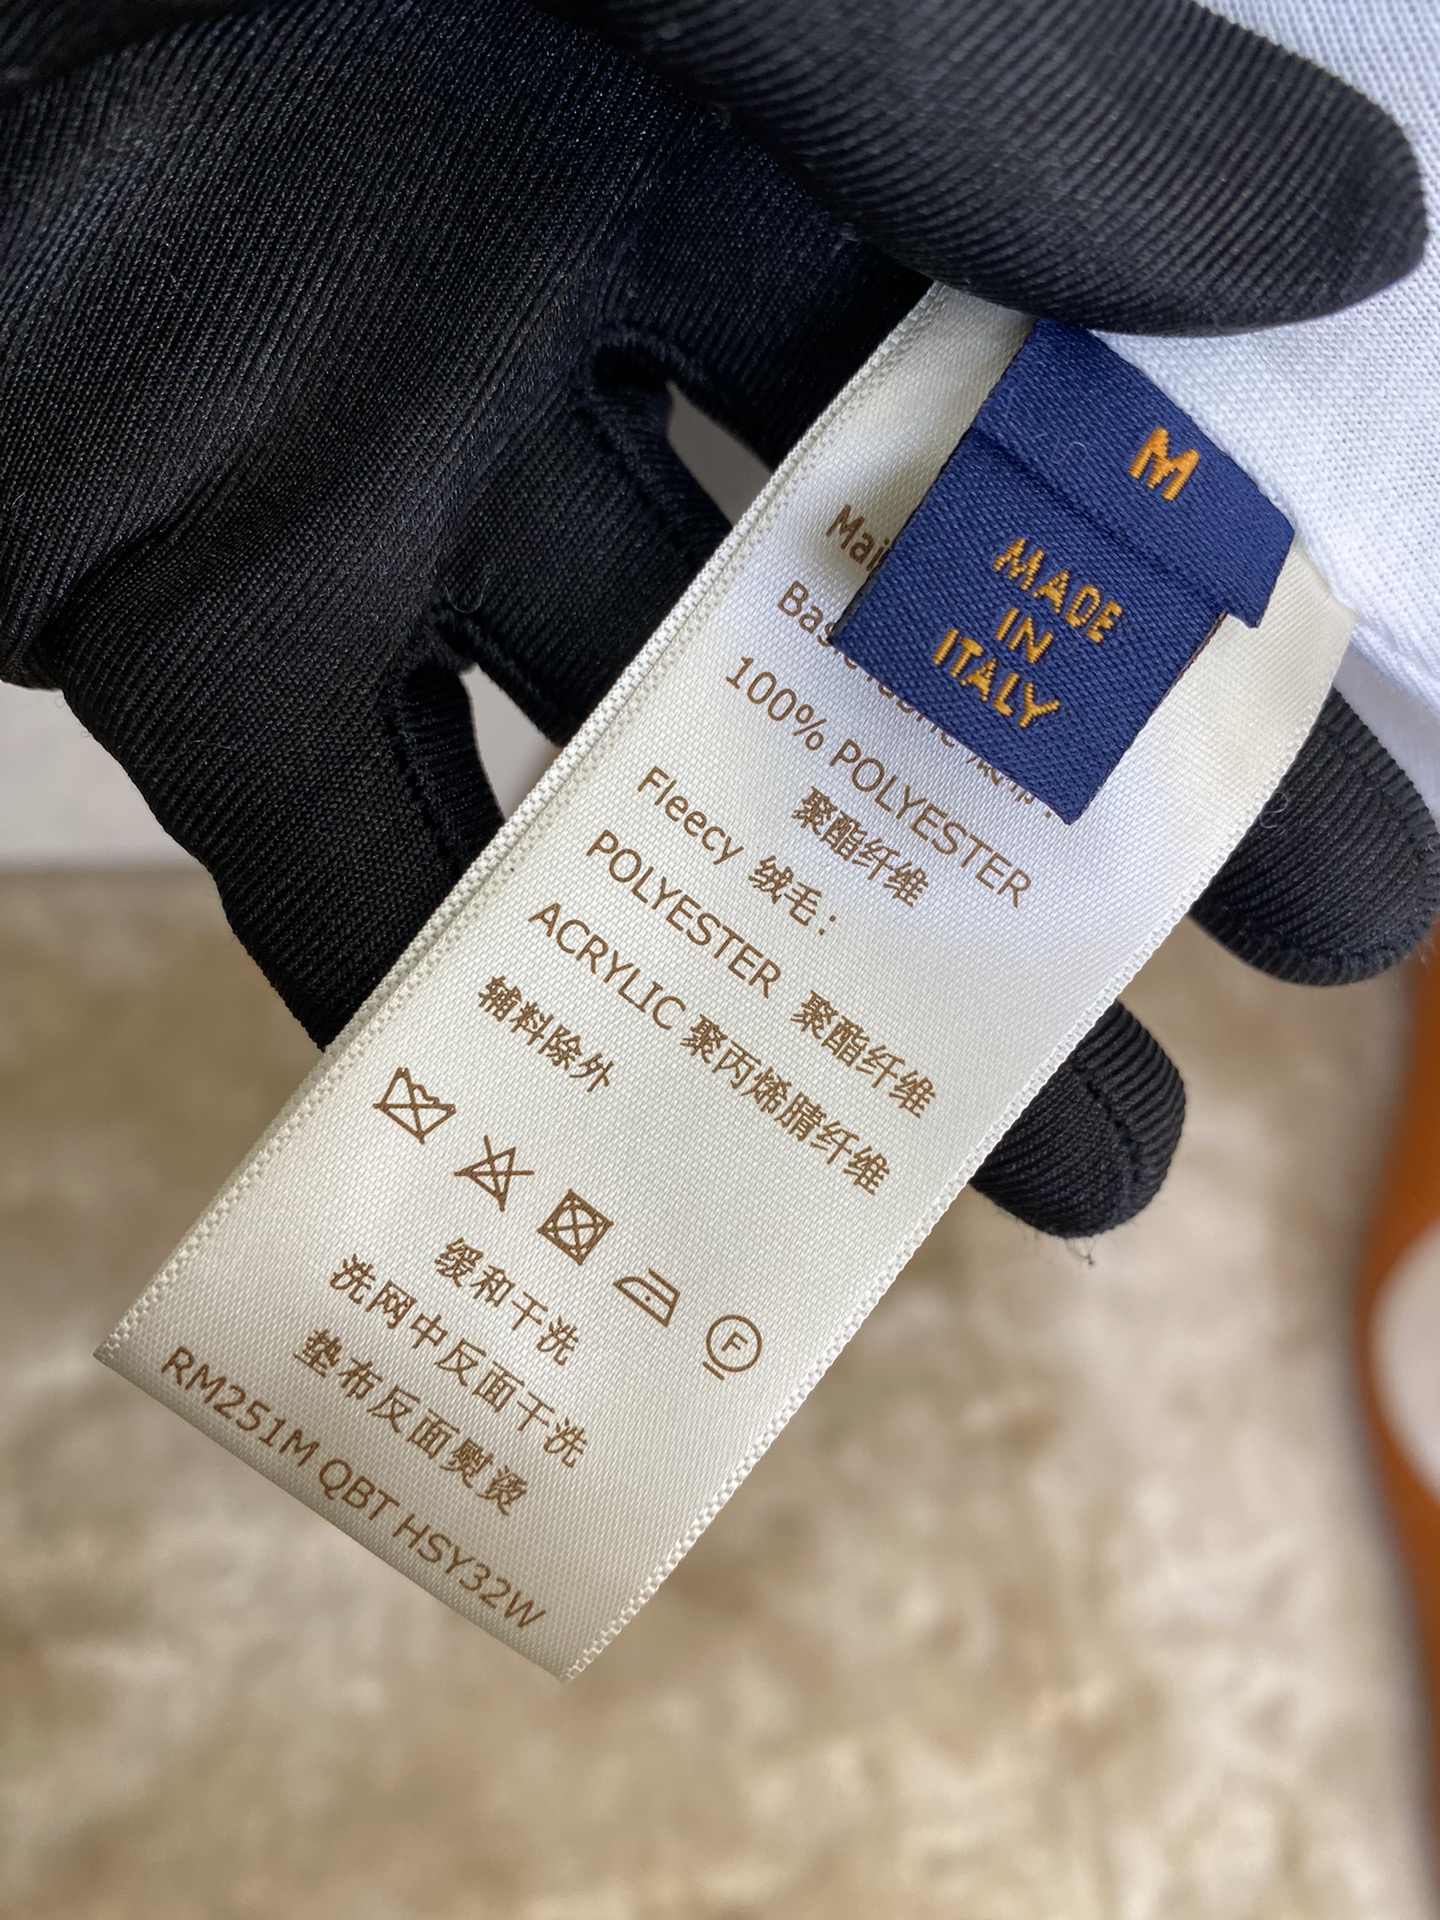 M
MADE
IN
ITALY
100% POLYESTER
聚酯纤维
Fleecy 绒毛:
POLYESTER 聚酯纤维
ACRYLIC 聚丙烯腈纤维
辅料除外
F
缓和干洗
洗网中反面干洗
垫布反面熨烫
RM251M QBT HSY32W